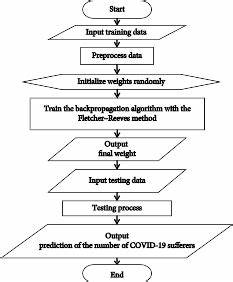 Start
Input training data
Preprocess data
Initialize weights randomly
Train the backpropagation algorithm with the
Fletcher–Reeves method
Output
final weight
Input testing data
Testing process
Output
prediction of the number of COVID-19 sufferers
End